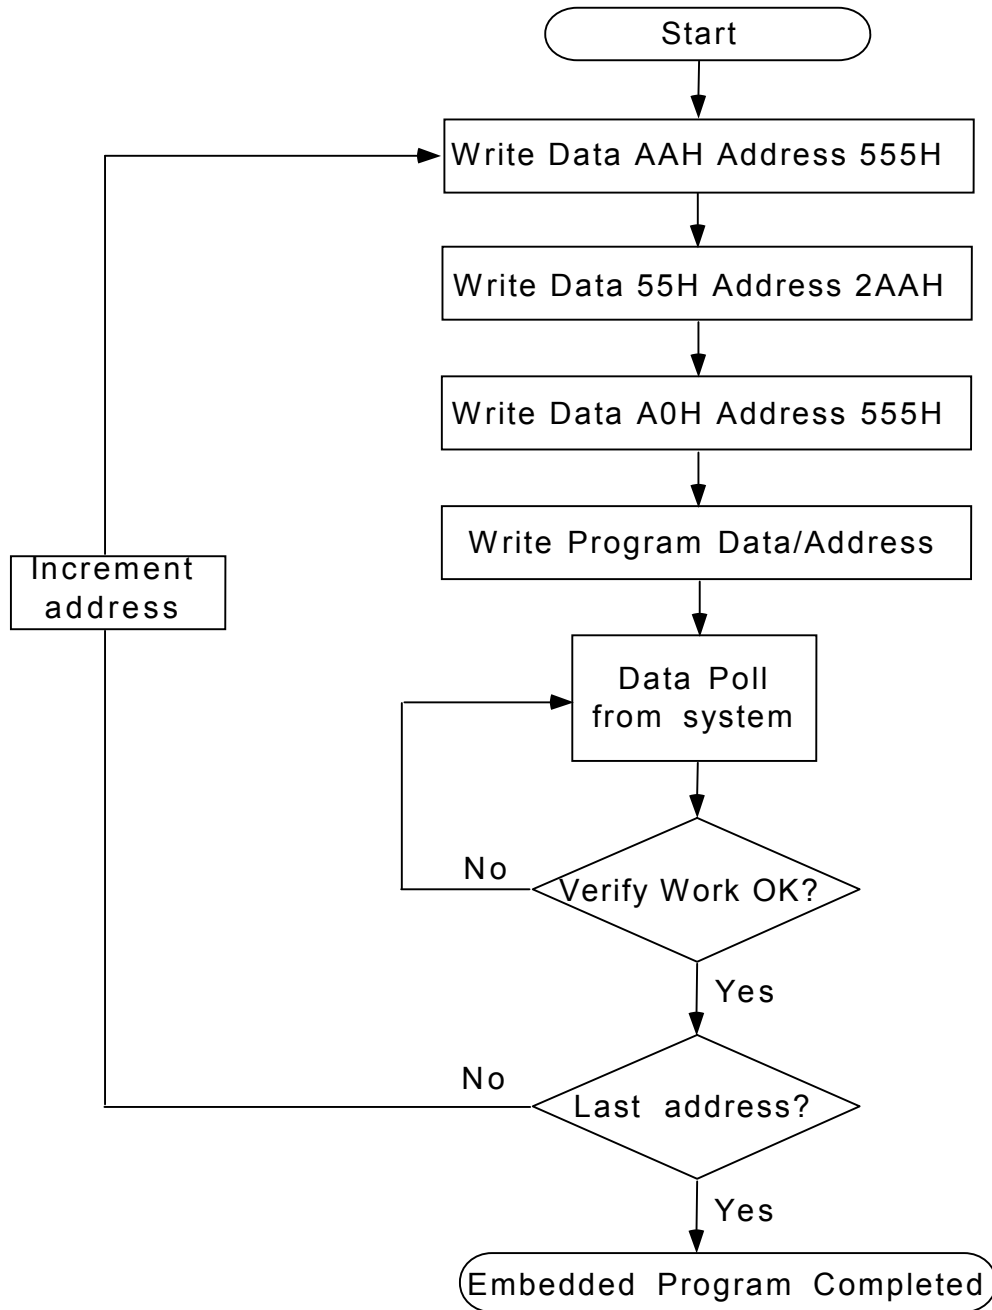 Start
Write Data AAH Address 555H
Write Data 55H Address 2AAH
Write Data A0H Address 555H
Write Program Data/Address
Increment
address
Data Poll
from system
No
Verify Work OK?
Yes
No
Last address?
Yes
Embedded Program Completed